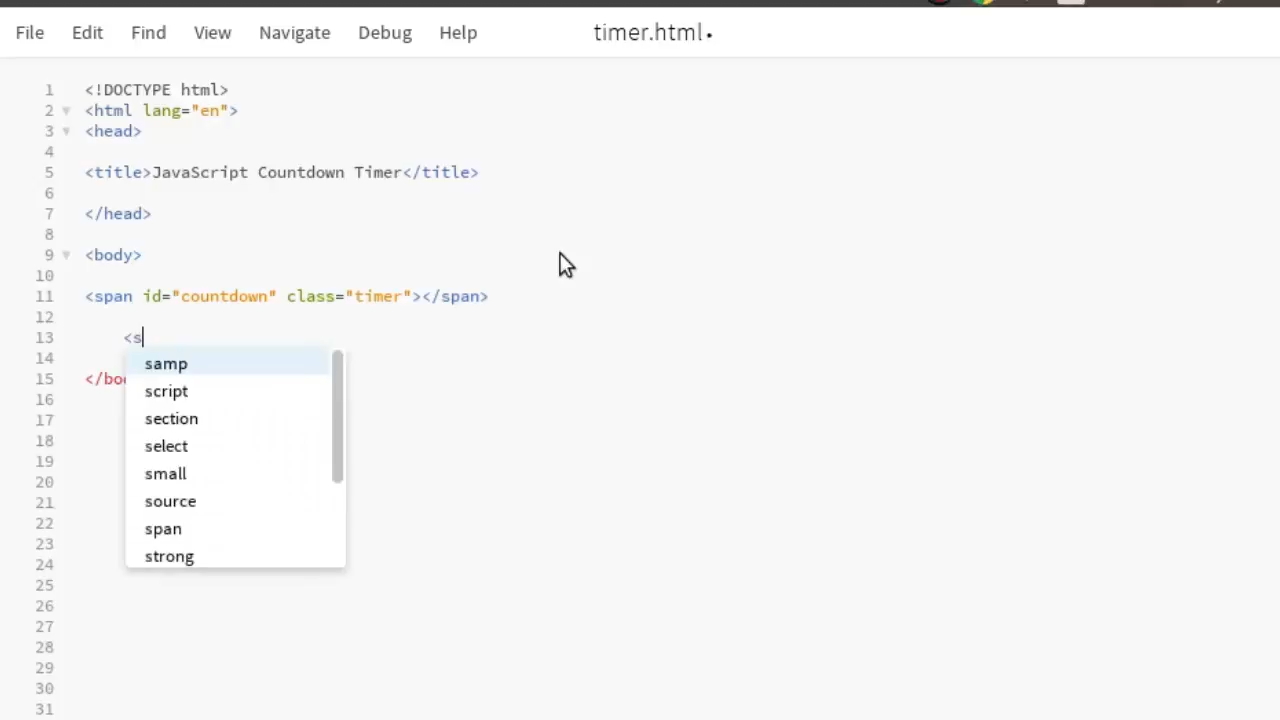 File Edit Find View Navigate Debug Help timer.html •
1 <!DOCTYPE html>
2 <html lang="en">
3 <head>
4
5 <title>JavaScript Countdown Timer</title>
6
7 </head>
8
9 <body>
10
11 <span id="countdown" class="timer"></span>
12
13 <s
samp
14
script
15 </bo
16
section
17
18
select
19
small
20
source
21
22
span
23
strong
24
25
26
27
28
29
30
31